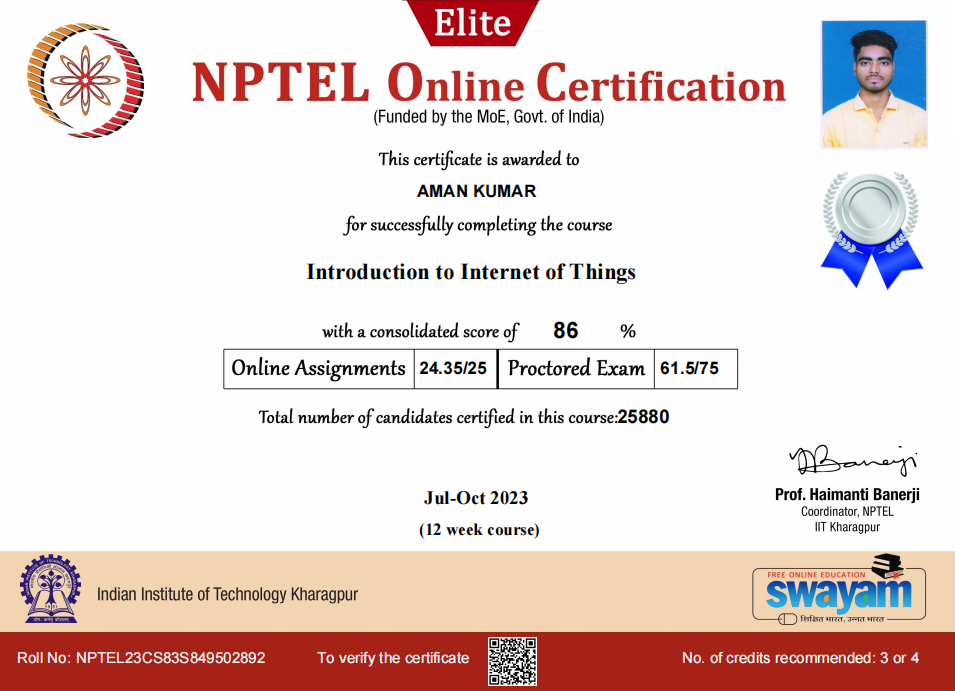 Elite
NPTEL Online Certification
(Funded by the MoE, Govt. of India)
This certificate is awarded to
AMAN KUMAR
for successfully completing the course
Introduction to Internet of Things
with a consolidated score of 86 %
Online Assignments 24.35/25 Proctored Exam 61.5/75
Total number of candidates certified in this course:25880
Jul-Oct 2023
(12 week course)
Banerji
Prof. Haimanti Banerji
Coordinator, NPTEL
IIT Kharagpur
Indian Institute of Technology Kharagpur
FREE ONLINE EDUCATION
swayam
शिक्षित भारत, उन्नत भारत
Roll No: NPTEL23CS83S849502892
To verify the certificate
No. of credits recommended: 3 or 4